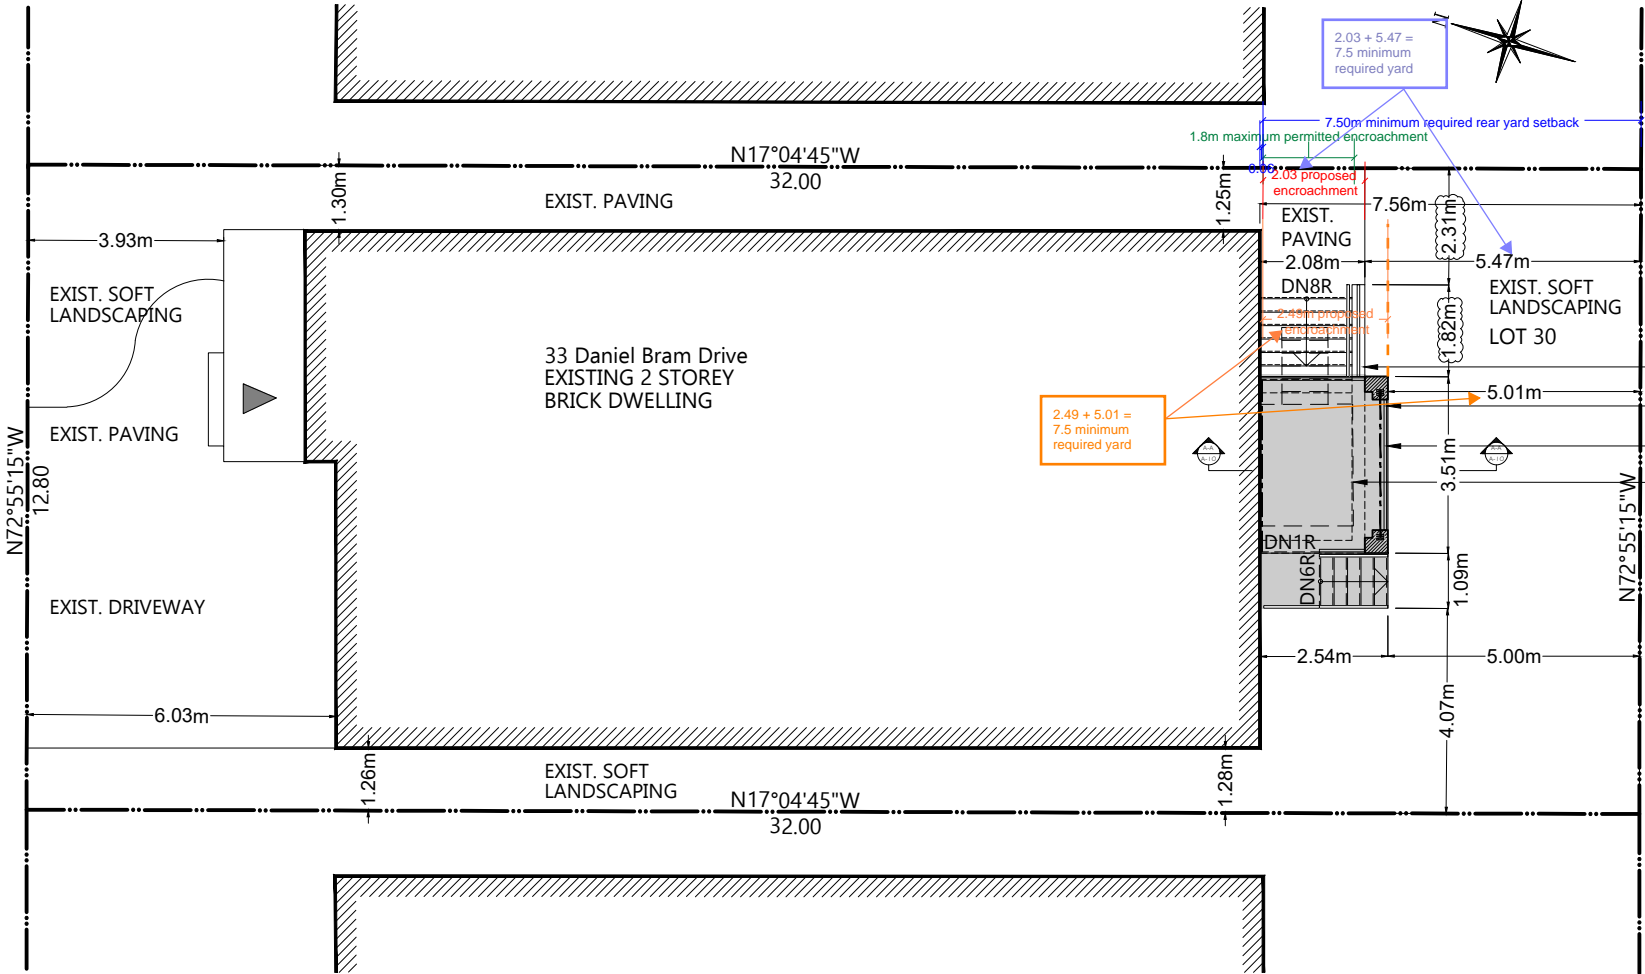 2.03 + 5.47 =
7.5 minimum
required yard
7.50m minimum required rear yard setback
1.8m maximum permitted encroachment
N17°04'45"W
32.00
2.03 proposed
encroachment
1.30m
1.25m
EXIST. PAVING
7.56m
2.31m
EXIST.
PAVING
3.93m
2.08m
5.47m
DN8R
EXIST. SOFT
LANDSCAPING
EXIST. SOFT
LANDSCAPING
LOT 30
2.49m proposed
encroachment
1.82m
33 Daniel Bram Drive
EXISTING 2 STOREY
BRICK DWELLING
5.01m
2.49 + 5.01 =
7.5 minimum
required yard
EXIST. PAVING
A-A
A-10
A-A
A-10
3.51m
N72°55'15"W
12.80
N72°55'15"W
DN1R
DN6R
1.09m
EXIST. DRIVEWAY
2.54m
5.00m
6.03m
4.07m
1.26m
EXIST. SOFT
LANDSCAPING
1.28m
N17°04'45"W
32.00